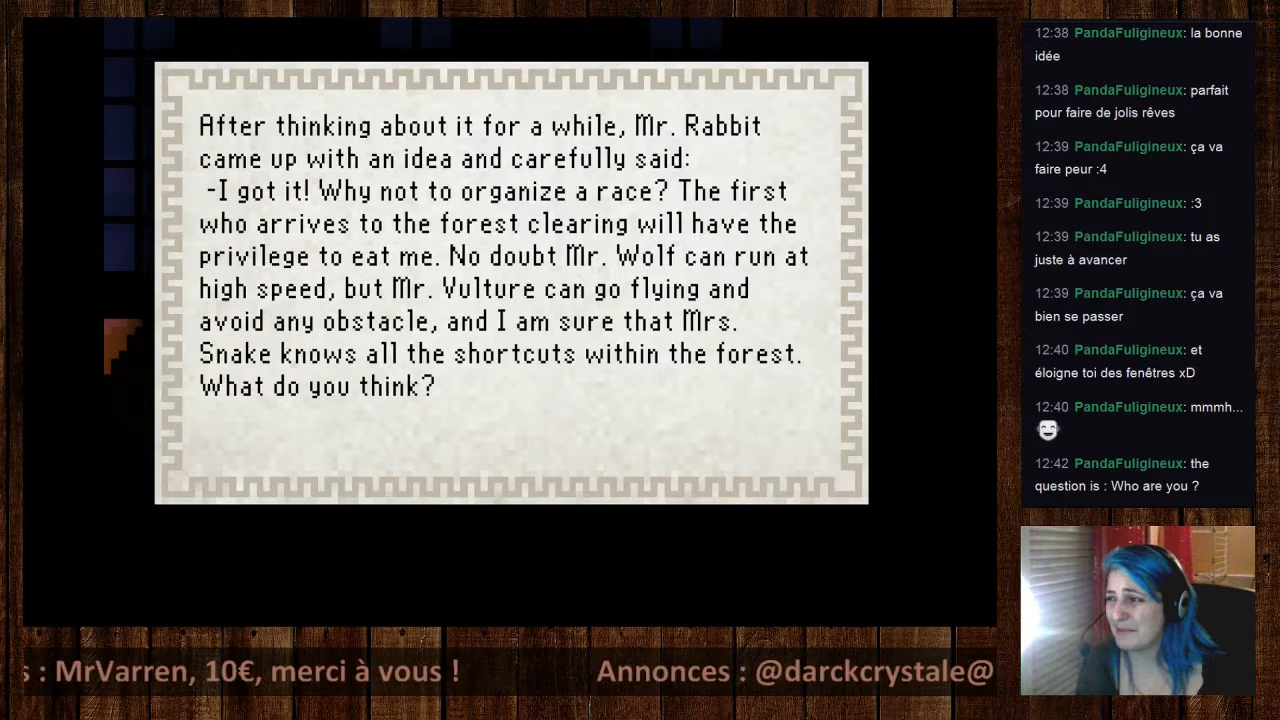 After thinking about it for a while, Mr. Rabbit
came up with an idea and carefully said:
-I got it! Why not to organize a race? The first
who arrives to the forest clearing will have the
privilege to eat me. No doubt Mr. Wolf can run at
high speed, but Mr. Vulture can go flying and
avoid any obstacle, and I am sure that Mrs.
Snake knows all the shortcuts within the forest.
What do you think?
12:38 PandaFuligineux: la bonne
idée
12:38 PandaFuligineux: parfait
pour faire de jolis rêves
12:39 PandaFuligineux: ça va
faire peur :4
12:39 PandaFuligineux: :3
12:39 PandaFuligineux: tu as
juste à avancer
12:39 PandaFuligineux: ça va
bien se passer
12:40 PandaFuligineux: et
éloigne toi des fenêtres xD
12:40 PandaFuligineux: mmmh...
12:42 PandaFuligineux: the
question is : Who are you ?
s : MrVarren, 10€, merci à vous ! Annonces : @darckcrystale@